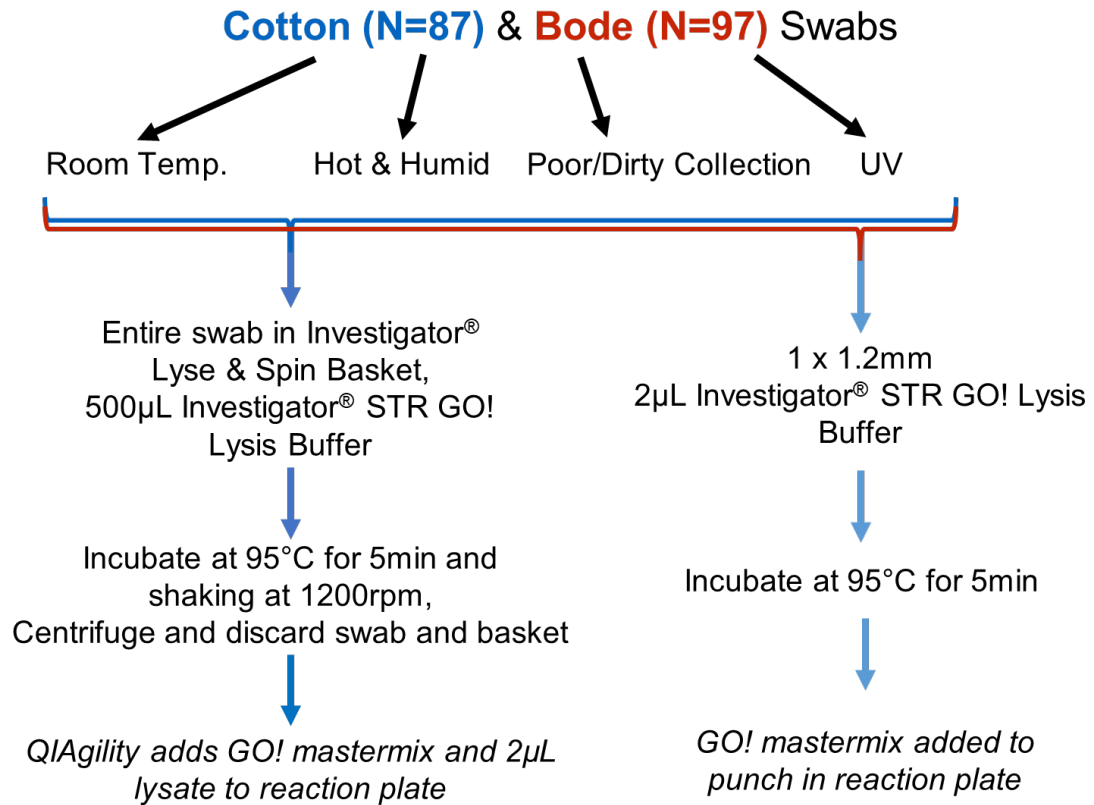 Cotton (N=87) & Bode (N=97) Swabs
Room Temp.
Hot & Humid
Poor/Dirty Collection
UV
Entire swab in Investigator®
Lyse & Spin Basket,
500µL Investigator® STR GO!
Lysis Buffer
Incubate at 95°C for 5min and
shaking at 1200rpm,
Centrifuge and discard swab and basket
QIAgility adds GO! mastermix and 2µL
lysate to reaction plate
1 x 1.2mm
2µL Investigator® STR GO! Lysis
Buffer
Incubate at 95°C for 5min
GO! mastermix added to
punch in reaction plate